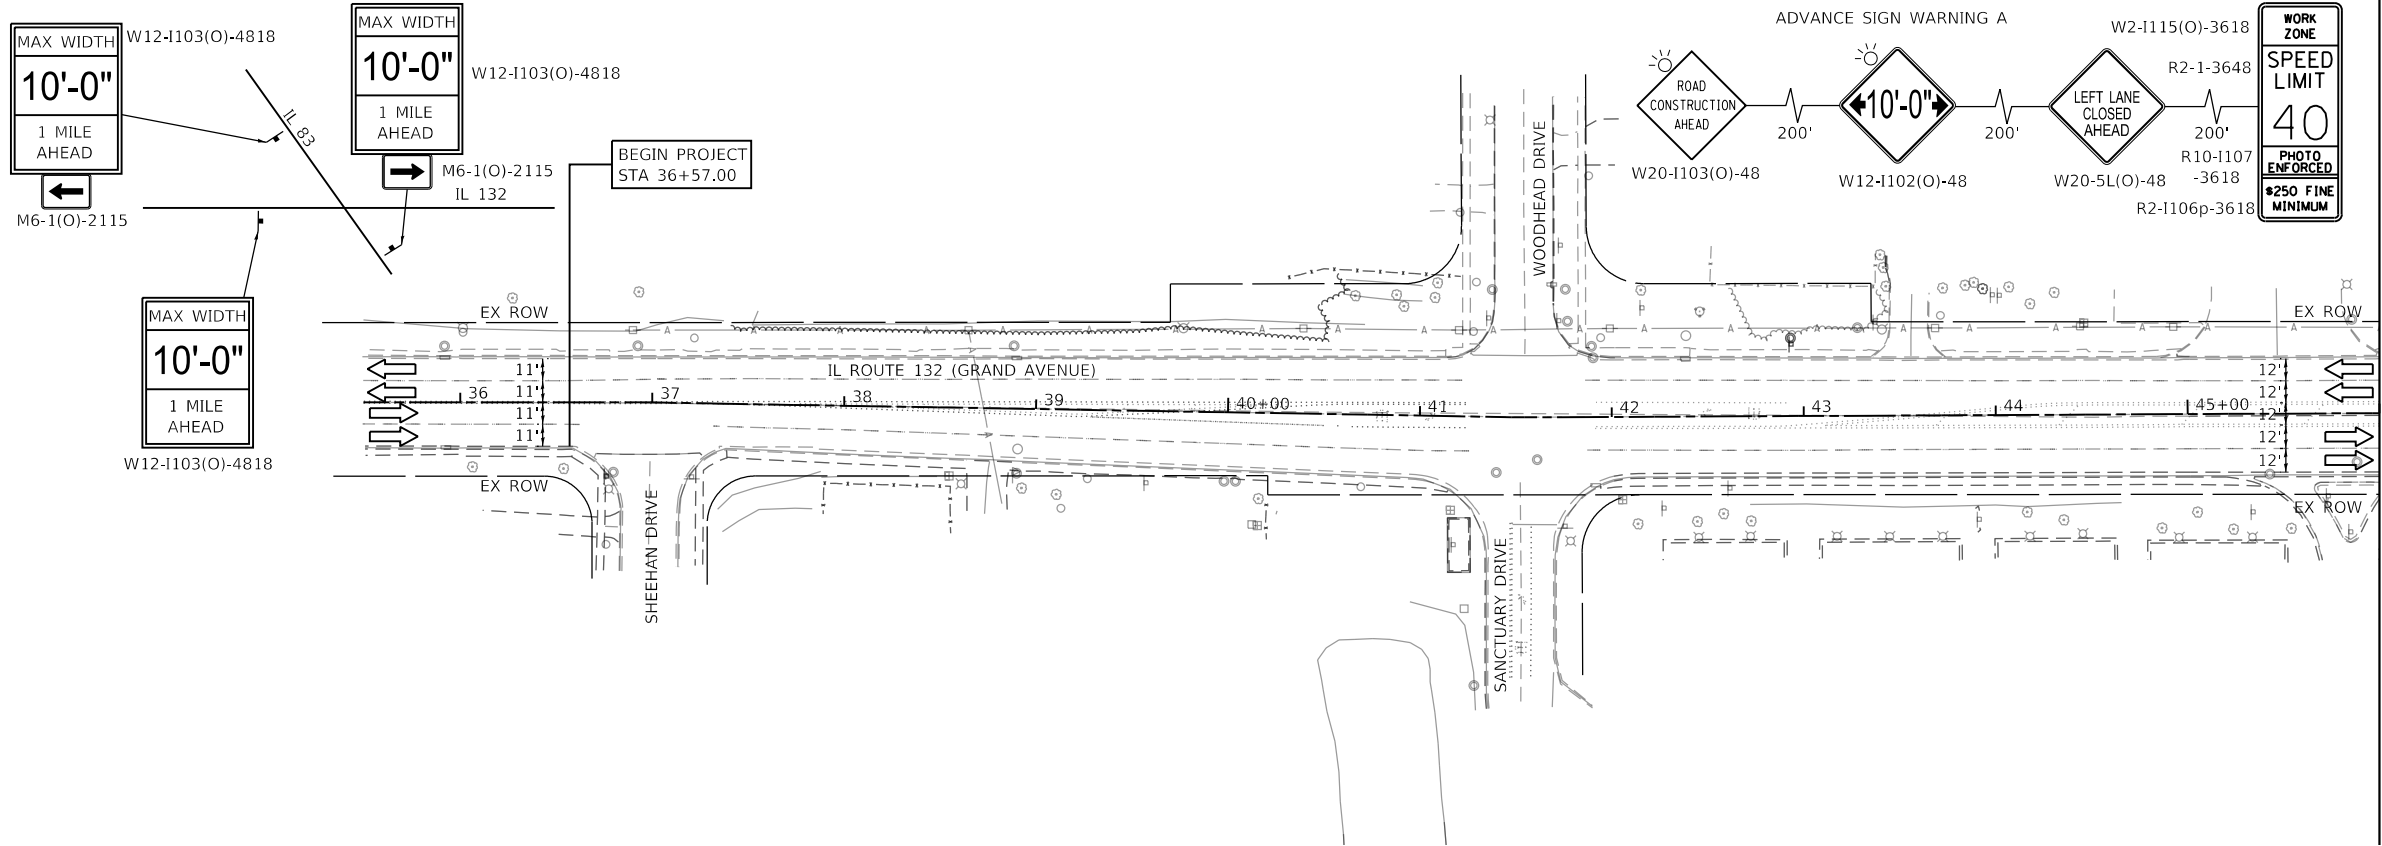 MAX WIDTH
10'-0"
1 MILE
AHEAD
W12-I103(O)-4818
M6-1(O)-2115
IL 83
MAX WIDTH
10'-0"
1 MILE
AHEAD
W12-I103(O)-4818
M6-1(O)-2115
IL 132
MAX WIDTH
10'-0"
1 MILE
AHEAD
W12-I103(O)-4818
BEGIN PROJECT
STA 36+57.00
ADVANCE SIGN WARNING A
ROAD
CONSTRUCTION
AHEAD
W20-I103(O)-48
200'
10'-0"
W12-I102(O)-48
200'
LEFT LANE
CLOSED
AHEAD
W20-5L(O)-48
200'
W2-I115(O)-3618
R2-1-3648
R10-I107
-3618
R2-I106p-3618
WORK
ZONE
SPEED
LIMIT
40
PHOTO
ENFORCED
$250 FINE
MINIMUM
WOODHEAD DRIVE
EX ROW
EX ROW
A A A A A A A A A A A A A A A A A A
IL ROUTE 132 (GRAND AVENUE)
11'
11'
11'
11'
36 37 38 39 40+00 41 42 43 44 45+00
12'
12'
12'
12'
12'
EX ROW
EX ROW
SHEEHAN DRIVE
SANCTUARY DRIVE